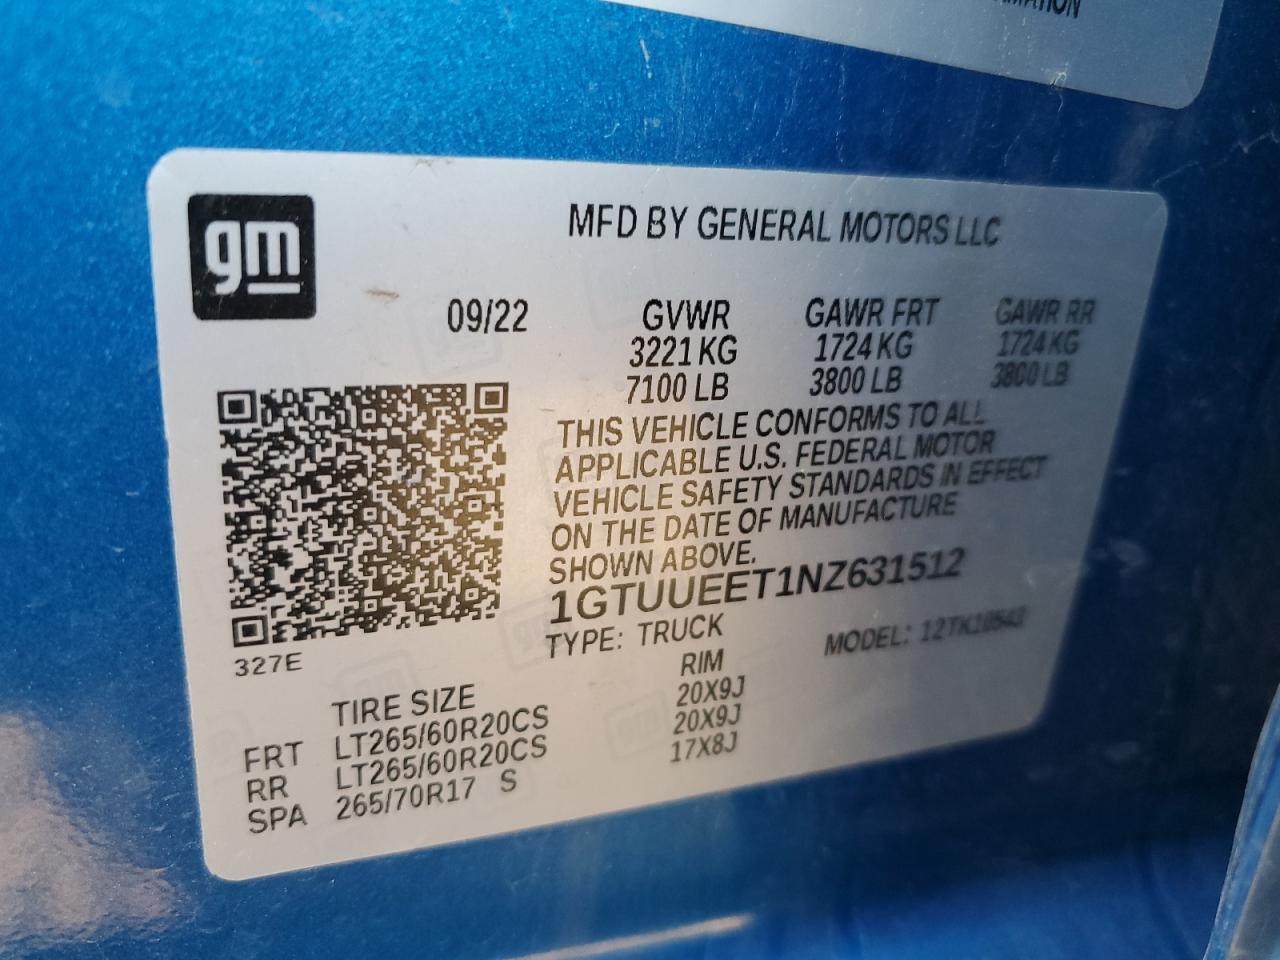 gm
MFD BY GENERAL MOTORS LLC
09/22 GVWR GAWR FRT GAWR RR
3221 KG 1724 KG 1724 KG
7100 LB 3800 LB 3800 LB
THIS VEHICLE CONFORMS TO ALL
APPLICABLE U.S. FEDERAL MOTOR
VEHICLE SAFETY STANDARDS IN EFFECT
ON THE DATE OF MANUFACTURE
SHOWN ABOVE.
1GTUUEET1NZ631512
TYPE: TRUCK MODEL: 12TK10543
327E
TIRE SIZE RIM
FRT LT265/60R20CS 20X9J
RR LT265/60R20CS 20X9J
SPA 265/70R17 S 17X8J